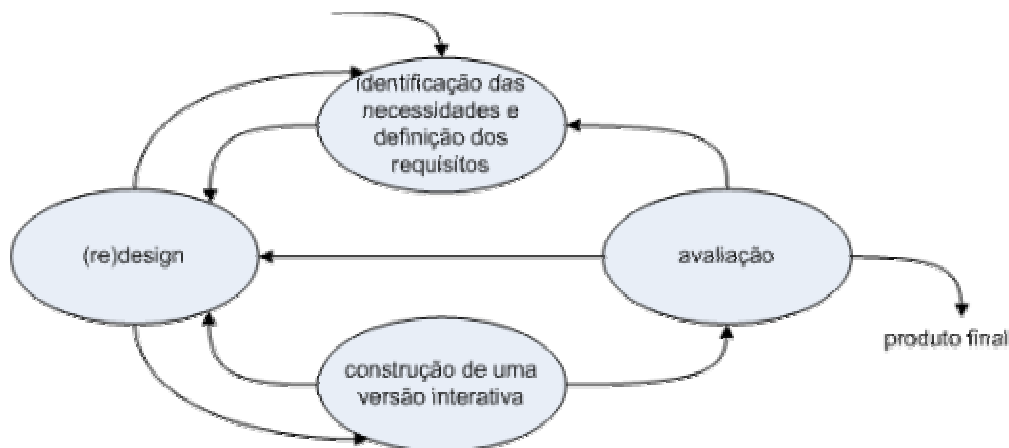 identificação das
necessidades e
definição dos
requisitos
(re)design
avaliação
produto final
construção de uma
versão interativa